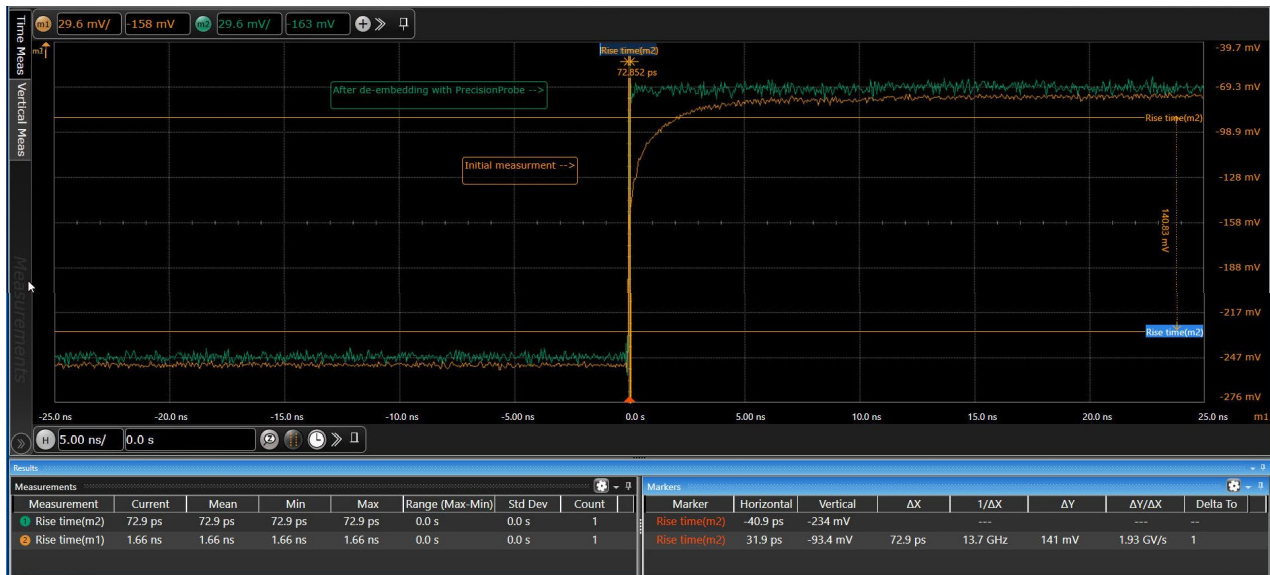 Time Meas
Vertical Meas
Measurements
m1 29.6 mV/ -158 mV m2 29.6 mV/ -163 mV
m1
Rise time(m2)
72.852 ps
After de-embedding with PrecisionProbe -->
Initial measurment -->
Rise time(m2)
140.83 mV
Rise time(m2)
-39.7 mV
-69.3 mV
-98.9 mV
-128 mV
-158 mV
-188 mV
-217 mV
-247 mV
-276 mV
-25.0 ns -20.0 ns -15.0 ns -10.0 ns -5.00 ns 0.0 s 5.00 ns 10.0 ns 15.0 ns 20.0 ns 25.0 ns m1
H 5.00 ns/ 0.0 s
Results
Measurements
Measurement Current Mean Min Max Range (Max-Min) Std Dev Count
1 Rise time(m2) 72.9 ps 72.9 ps 72.9 ps 72.9 ps 0.0 s 0.0 s 1
2 Rise time(m1) 1.66 ns 1.66 ns 1.66 ns 1.66 ns 0.0 s 0.0 s 1
Markers
Marker Horizontal Vertical ΔX 1/ΔX ΔY ΔY/ΔX Delta To
Rise time(m2) -40.9 ps -234 mV --- --- --
Rise time(m2) 31.9 ps -93.4 mV 72.9 ps 13.7 GHz 141 mV 1.93 GV/s 1